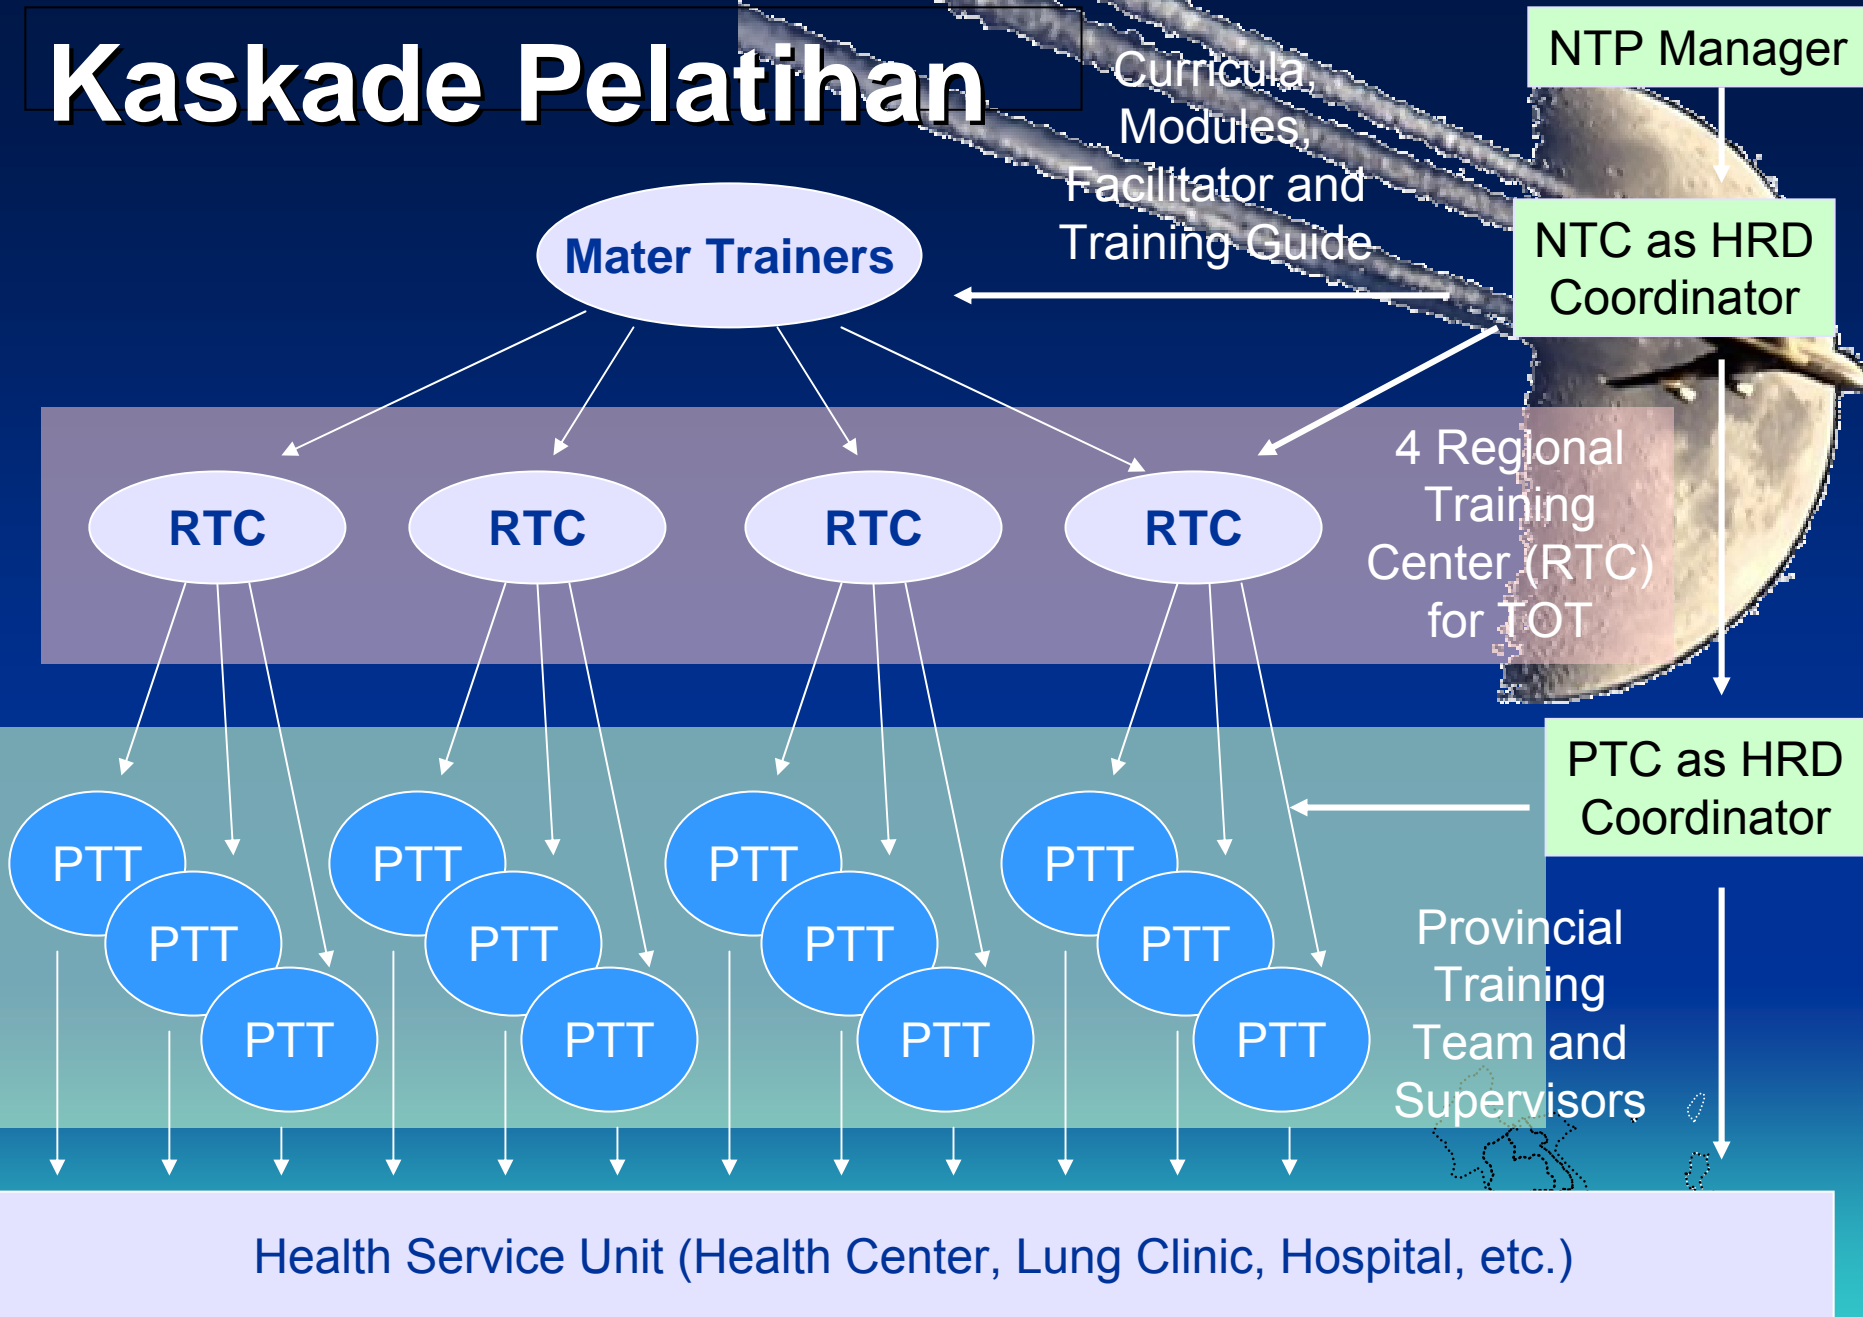 Kaskade Pelatihan
NTP Manager
Curricula,
Modules,
Facilitator and
Training Guide
Mater Trainers
NTC as HRD
Coordinator
RTC
RTC
RTC
RTC
4 Regional
Training
Center (RTC)
for TOT
PTC as HRD
Coordinator
PTT
PTT
PTT
PTT
PTT
PTT
PTT
PTT
PTT
PTT
PTT
PTT
Provincial
Training
Team and
Supervisors
Health Service Unit (Health Center, Lung Clinic, Hospital, etc.)